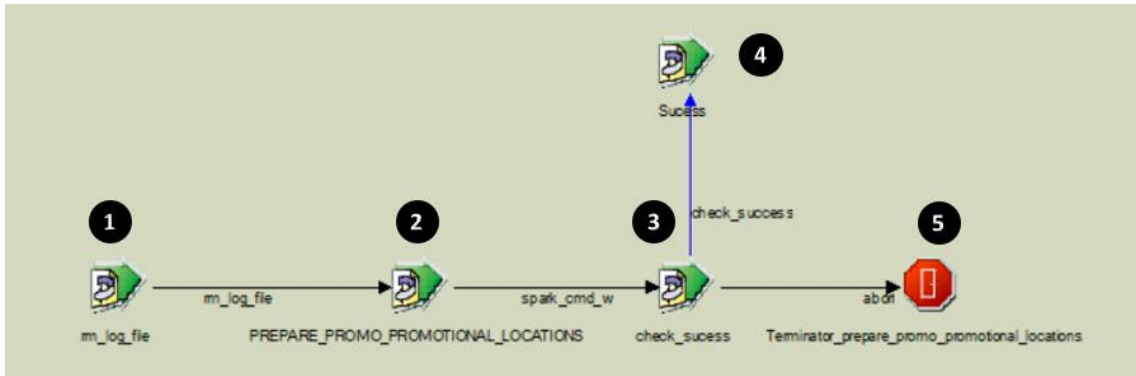 4
Sucess
check_success
1
2
3
5
rm_log_file
spark_cmd_w
abort
rm_log_file
PREPARE_PROMO_PROMOTIONAL_LOCATIONS
check_sucess
Terminator_prepare_promo_promotional_locations